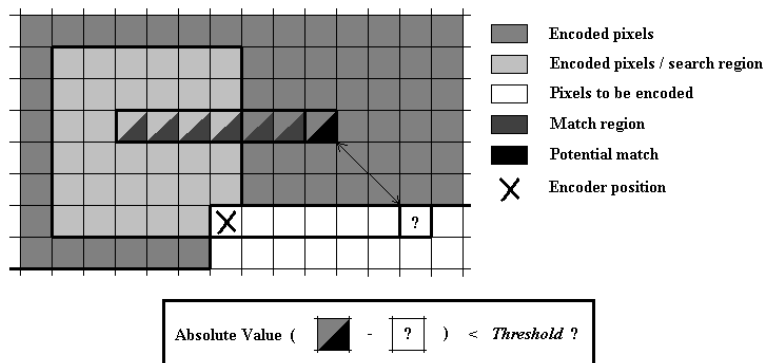 Encoded pixels
Encoded pixels / search region
Pixels to be encoded
Match region
Potential match
X Encoder position
?
Absolute Value ( - ? ) < Threshold ?